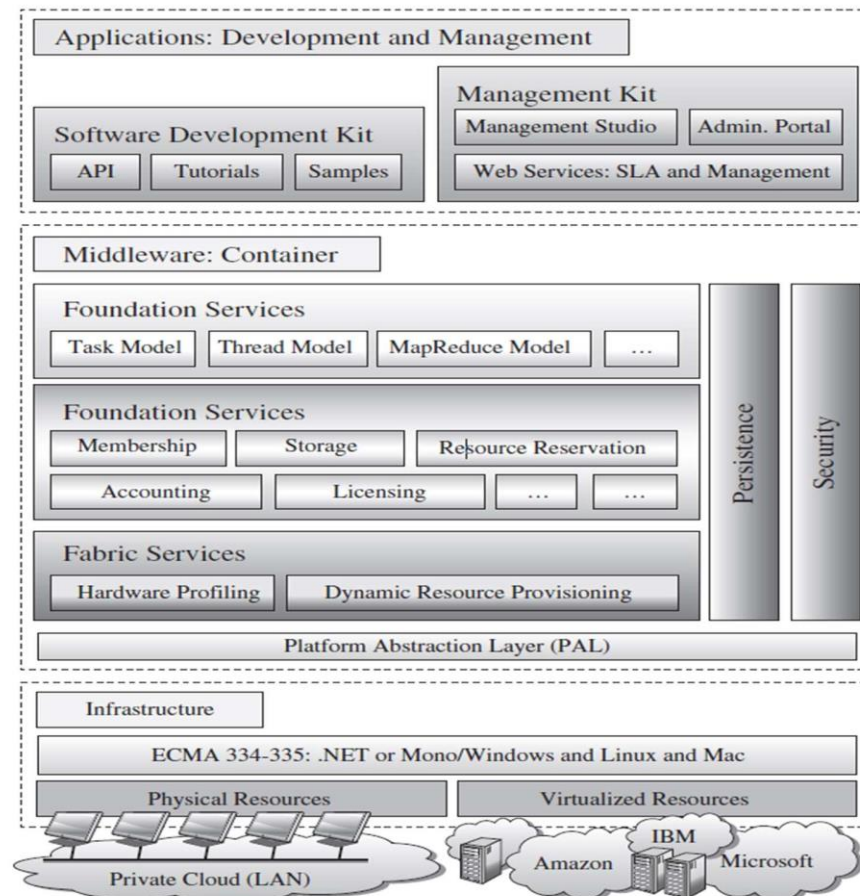 Applications: Development and Management
Management Kit
Management Studio
Admin. Portal
Web Services: SLA and Management
Software Development Kit
API
Tutorials
Samples
Middleware: Container
Foundation Services
Task Model
Thread Model
MapReduce Model
…
Foundation Services
Membership
Storage
Resource Reservation
Accounting
Licensing
…
…
Fabric Services
Hardware Profiling
Dynamic Resource Provisioning
Persistence
Security
Platform Abstraction Layer (PAL)
Infrastructure
ECMA 334-335: .NET or Mono/Windows and Linux and Mac
Physical Resources
Virtualized Resources
Private Cloud (LAN)
Amazon
IBM
Microsoft